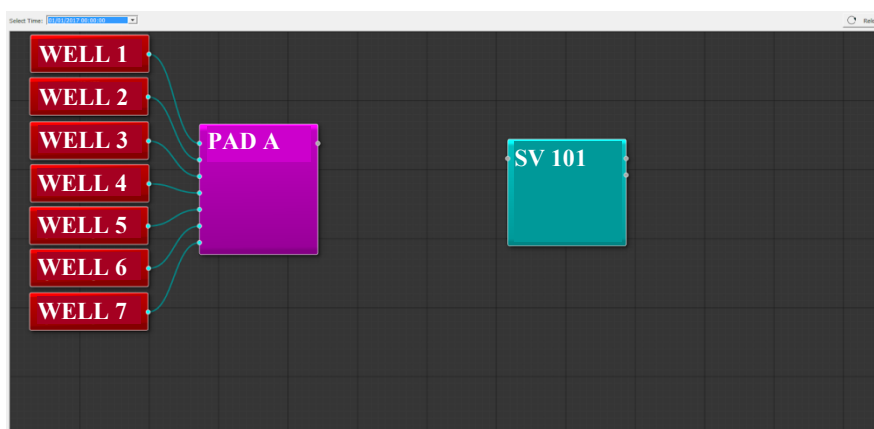 Select Time: 01/01/2017 00:00:00
Relo
WELL 1
WELL 2
WELL 3
WELL 4
WELL 5
WELL 6
WELL 7
PAD A
SV 101